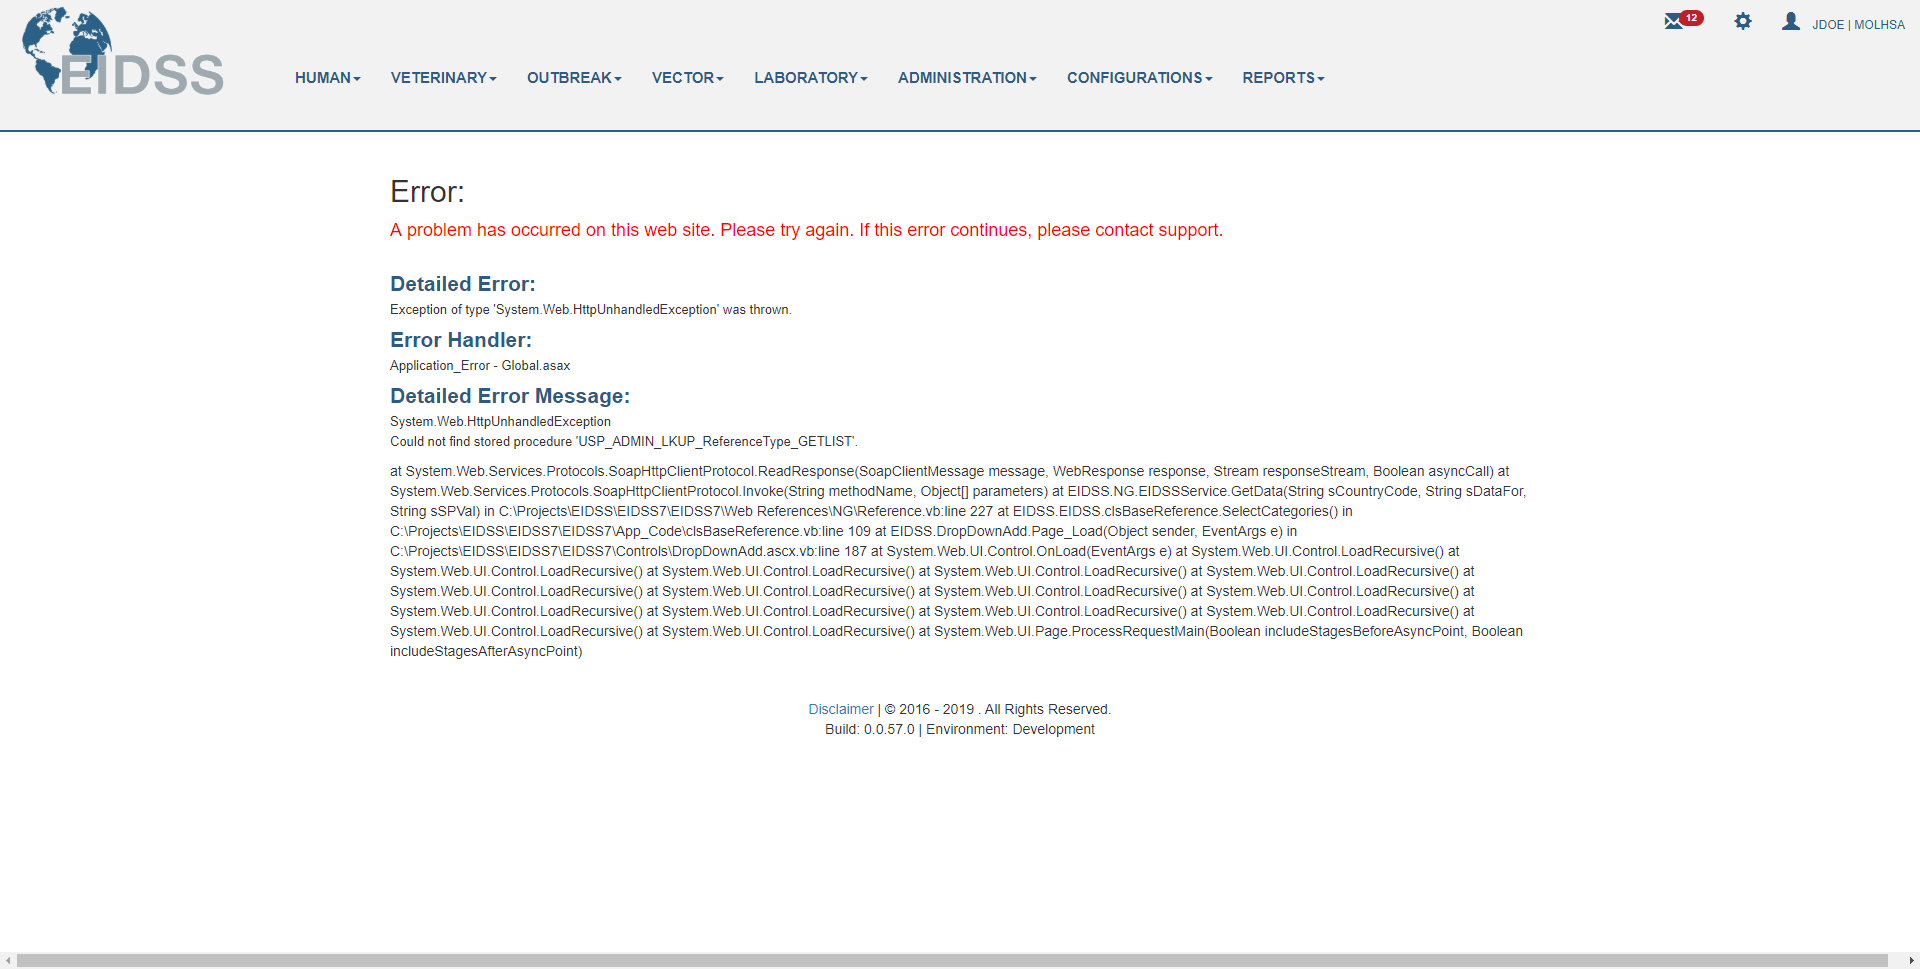 12
JDOE | MOLHSA
EIDSS
HUMAN VETERINARY OUTBREAK VECTOR LABORATORY ADMINISTRATION CONFIGURATIONS REPORTS
Error:
A problem has occurred on this web site. Please try again. If this error continues, please contact support.
Detailed Error:
Exception of type 'System.Web.HttpUnhandledException' was thrown.
Error Handler:
Application_Error - Global.asax
Detailed Error Message:
System.Web.HttpUnhandledException
Could not find stored procedure 'USP_ADMIN_LKUP_ReferenceType_GETLIST'.
at System.Web.Services.Protocols.SoapHttpClientProtocol.ReadResponse(SoapClientMessage message, WebResponse response, Stream responseStream, Boolean asyncCall) at
System.Web.Services.Protocols.SoapHttpClientProtocol.Invoke(String methodName, Object[] parameters) at EIDSS.NG.EIDSSService.GetData(String sCountryCode, String sDataFor,
String sSPVal) in C:\Projects\EIDSS\EIDSS7\EIDSS7\Web References\NG\Reference.vb:line 227 at EIDSS.EIDSS.clsBaseReference.SelectCategories() in
C:\Projects\EIDSS\EIDSS7\EIDSS7\App_Code\clsBaseReference.vb:line 109 at EIDSS.DropDownAdd.Page_Load(Object sender, EventArgs e) in
C:\Projects\EIDSS\EIDSS7\EIDSS7\Controls\DropDownAdd.ascx.vb:line 187 at System.Web.UI.Control.OnLoad(EventArgs e) at System.Web.UI.Control.LoadRecursive() at
System.Web.UI.Control.LoadRecursive() at System.Web.UI.Control.LoadRecursive() at System.Web.UI.Control.LoadRecursive() at System.Web.UI.Control.LoadRecursive() at
System.Web.UI.Control.LoadRecursive() at System.Web.UI.Control.LoadRecursive() at System.Web.UI.Control.LoadRecursive() at System.Web.UI.Control.LoadRecursive() at
System.Web.UI.Control.LoadRecursive() at System.Web.UI.Control.LoadRecursive() at System.Web.UI.Control.LoadRecursive() at System.Web.UI.Control.LoadRecursive() at
System.Web.UI.Control.LoadRecursive() at System.Web.UI.Control.LoadRecursive() at System.Web.UI.Page.ProcessRequestMain(Boolean includeStagesBeforeAsyncPoint, Boolean
includeStagesAfterAsyncPoint)
Disclaimer | © 2016 - 2019 . All Rights Reserved.
Build: 0.0.57.0 | Environment: Development